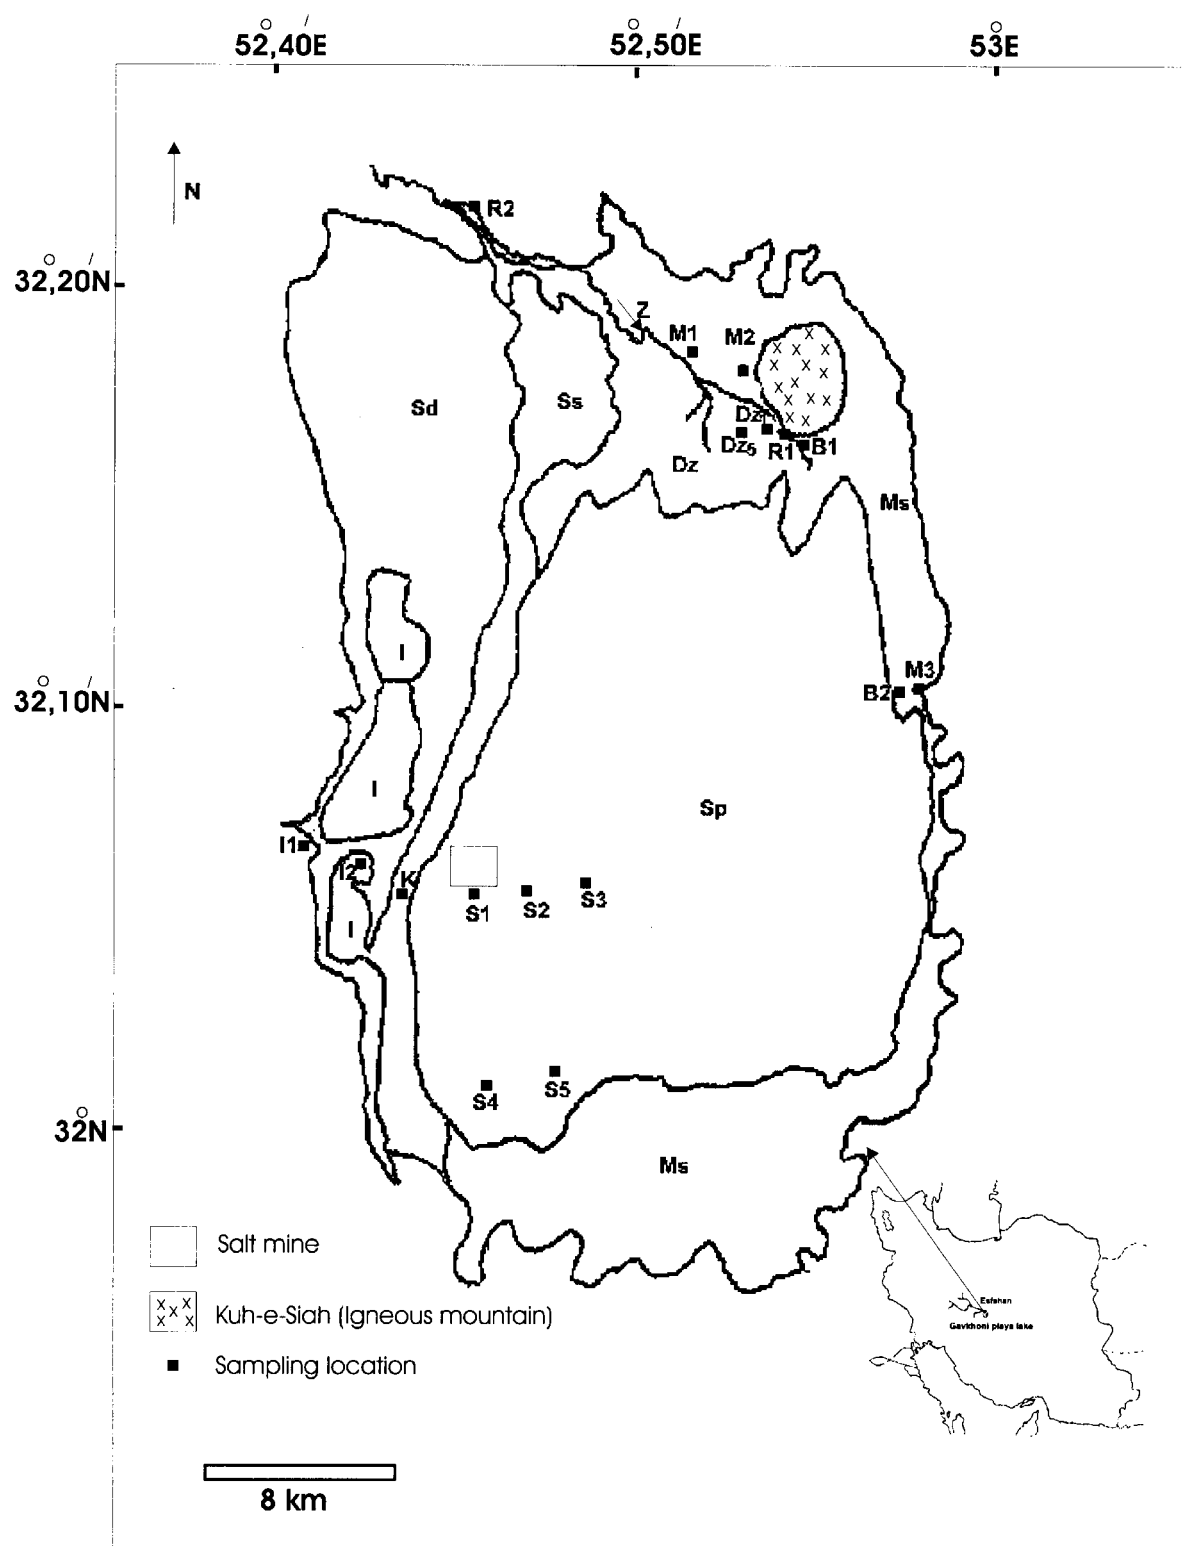 52,40E
52,50E
53E
N
R2
32,20N
Z
M1
M2
Sd
Ss
Dz
Dz5
R1
B1
Dz
Ms
I
32,10N
M3
B2
I
Sp
I1
I2
K
S1
S2
S3
I
S4
S5
32N
Ms
Salt mine
Esfahan
Kuh-e-Siah (Igneous mountain)
Gavkhoni playa lake
Sampling location
8 km